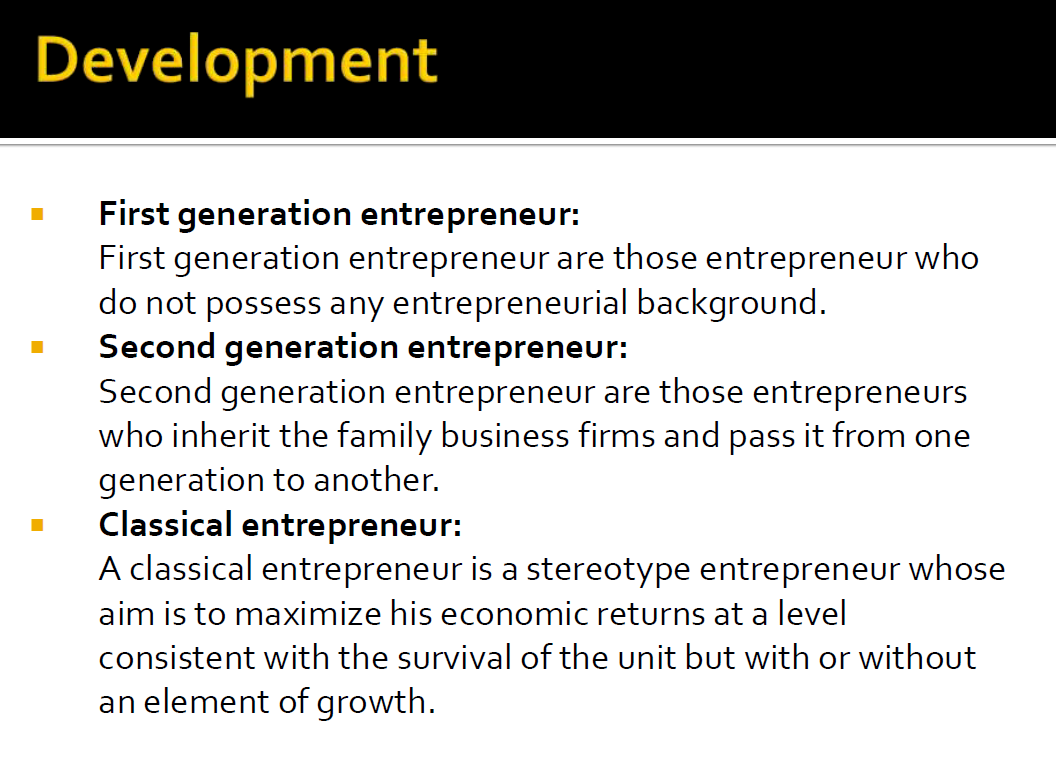 Development
First generation entrepreneur:
First generation entrepreneur are those entrepreneur who
do not possess any entrepreneurial background.
Second generation entrepreneur:
Second generation entrepreneur are those entrepreneurs
who inherit the family business firms and pass it from one
generation to another.
Classical entrepreneur:
A classical entrepreneur is a stereotype entrepreneur whose
aim is to maximize his economic returns at a level
consistent with the survival of the unit but with or without
an element of growth.